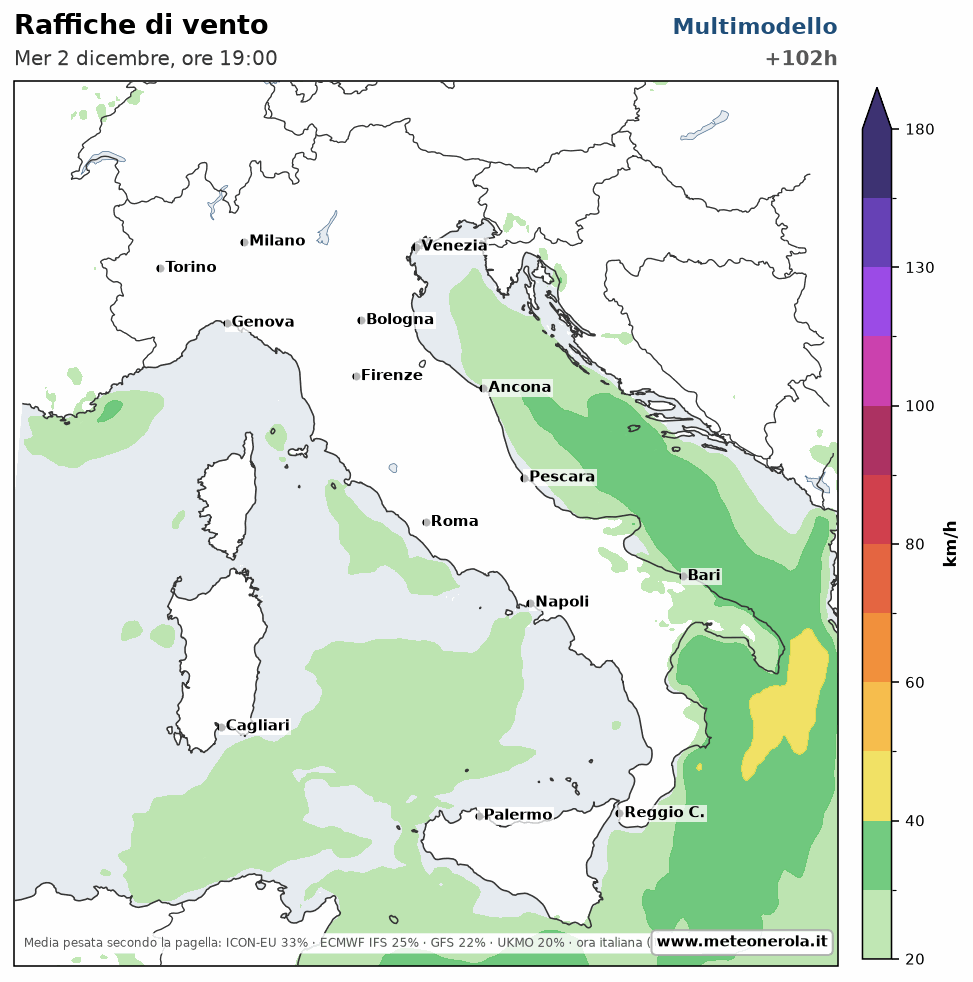 Raffiche di vento
Multimodello
Mer 2 dicembre, ore 19:00
+102h
180
130
100
80
60
40
20
km/h
Venezia
Milano
Torino
Genova
Bologna
Firenze
Ancona
Pescara
Roma
Bari
Napoli
Cagliari
Palermo
Reggio C.
Media pesata secondo la pagella: ICON-EU 33% · ECMWF IFS 25% · GFS 22% · UKMO 20% · ora italiana (
www.meteonerola.it